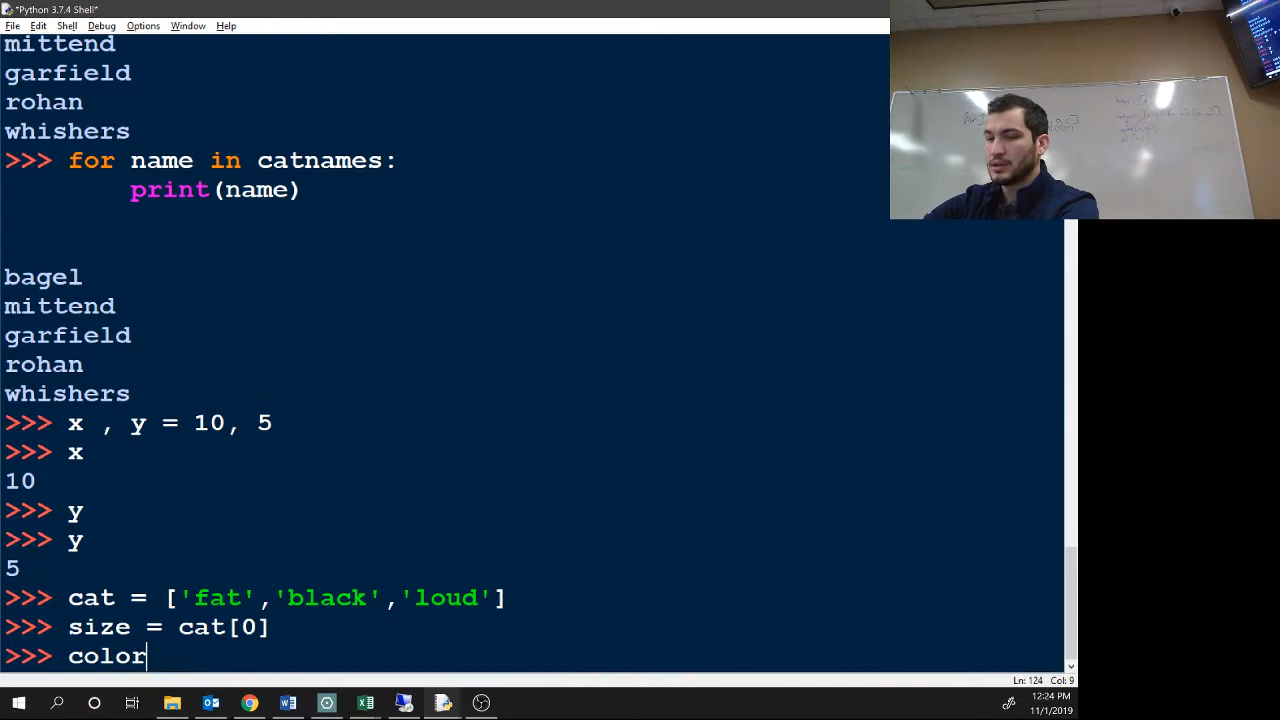 *Python 3.7.4 Shell*
File Edit Shell Debug Options Window Help
mittend
garfield
rohan
whishers
>>> for name in catnames:
print(name)
bagel
mittend
garfield
rohan
whishers
>>> x , y = 10, 5
>>> x
10
>>> y
>>> y
5
>>> cat = ['fat','black','loud']
>>> size = cat[0]
>>> color
Ln: 124 Col: 9
12:24 PM
11/1/2019